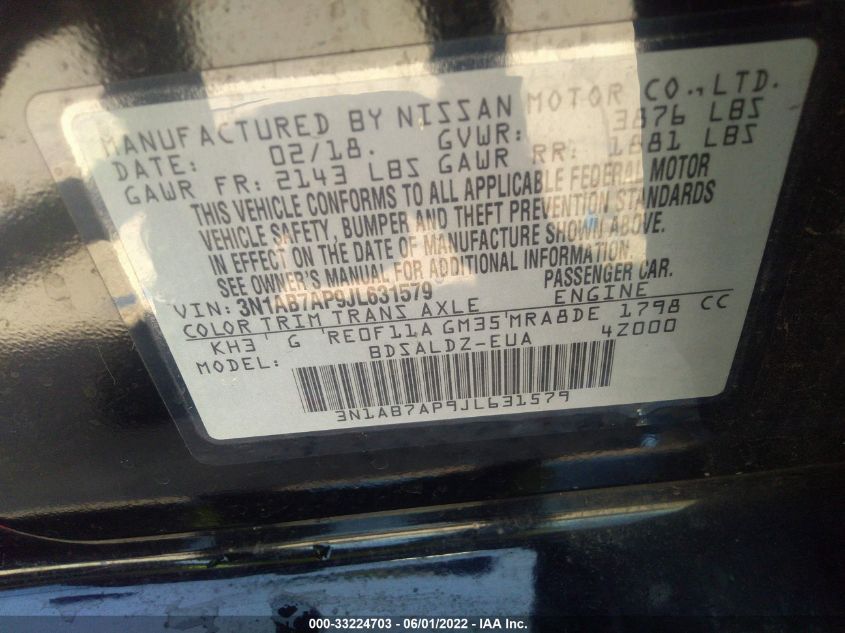 MANUFACTURED BY NISSAN MOTOR CO.,LTD.
DATE: 02/18. GVWR: 3876 LBS
GAWR FR: 2143 LBS GAWR RR: 1881 LBS
THIS VEHICLE CONFORMS TO ALL APPLICABLE FEDERAL MOTOR
VEHICLE SAFETY, BUMPER AND THEFT PREVENTION STANDARDS
IN EFFECT ON THE DATE OF MANUFACTURE SHOWN ABOVE.
SEE OWNER'S MANUAL FOR ADDITIONAL INFORMATION.
VIN: 3N1AB7AP9JL631579 PASSENGER CAR.
COLOR TRIM TRANS AXLE ENGINE
KH3 G RE0F11A GM35 MRA8DE 1798 CC
MODEL: BDSALDZ-EUA 4Z000
3N1AB7AP9JL631579
000-33224703 - 06/01/2022 - IAA Inc.